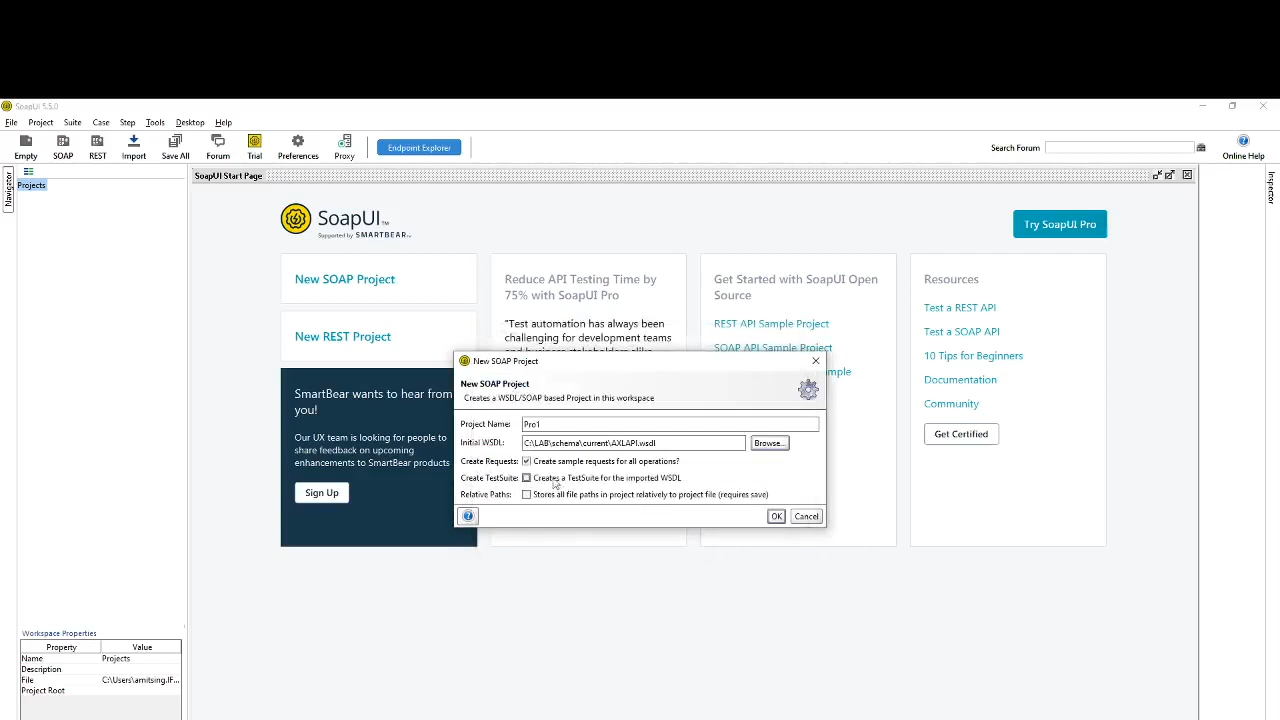 SoapUI 5.5.0
File Project Suite Case Step Tools Desktop Help
Empty SOAP REST Import Save All Forum Trial Preferences Proxy
Endpoint Explorer
Search Forum
Online Help
Navigator
Projects
SoapUI Start Page
Inspector
SoapUI™
Supported by SMARTBEAR
Try SoapUI Pro
New SOAP Project
New REST Project
SmartBear wants to hear from
you!
Our UX team is looking for people to
share feedback on upcoming
enhancements to SmartBear products
Sign Up
Reduce API Testing Time by
75% with SoapUI Pro
"Test automation has always been
challenging for development teams
Get Started with SoapUI Open
Source
REST API Sample Project
SOAP API Sample Project
Resources
Test a REST API
Test a SOAP API
10 Tips for Beginners
Documentation
Community
Get Certified
New SOAP Project
New SOAP Project
Creates a WSDL/SOAP based Project in this workspace
Project Name: Pro1
Initial WSDL: C:\LAB\schema\current\AXLAPI.wsdl Browse...
Create Requests: Create sample requests for all operations?
Create TestSuite: Creates a TestSuite for the imported WSDL
Relative Paths: Stores all file paths in project relatively to project file (requires save)
OK Cancel
Workspace Properties
Property Value
Name Projects
Description
File C:\Users\amitsing.IF...
Project Root